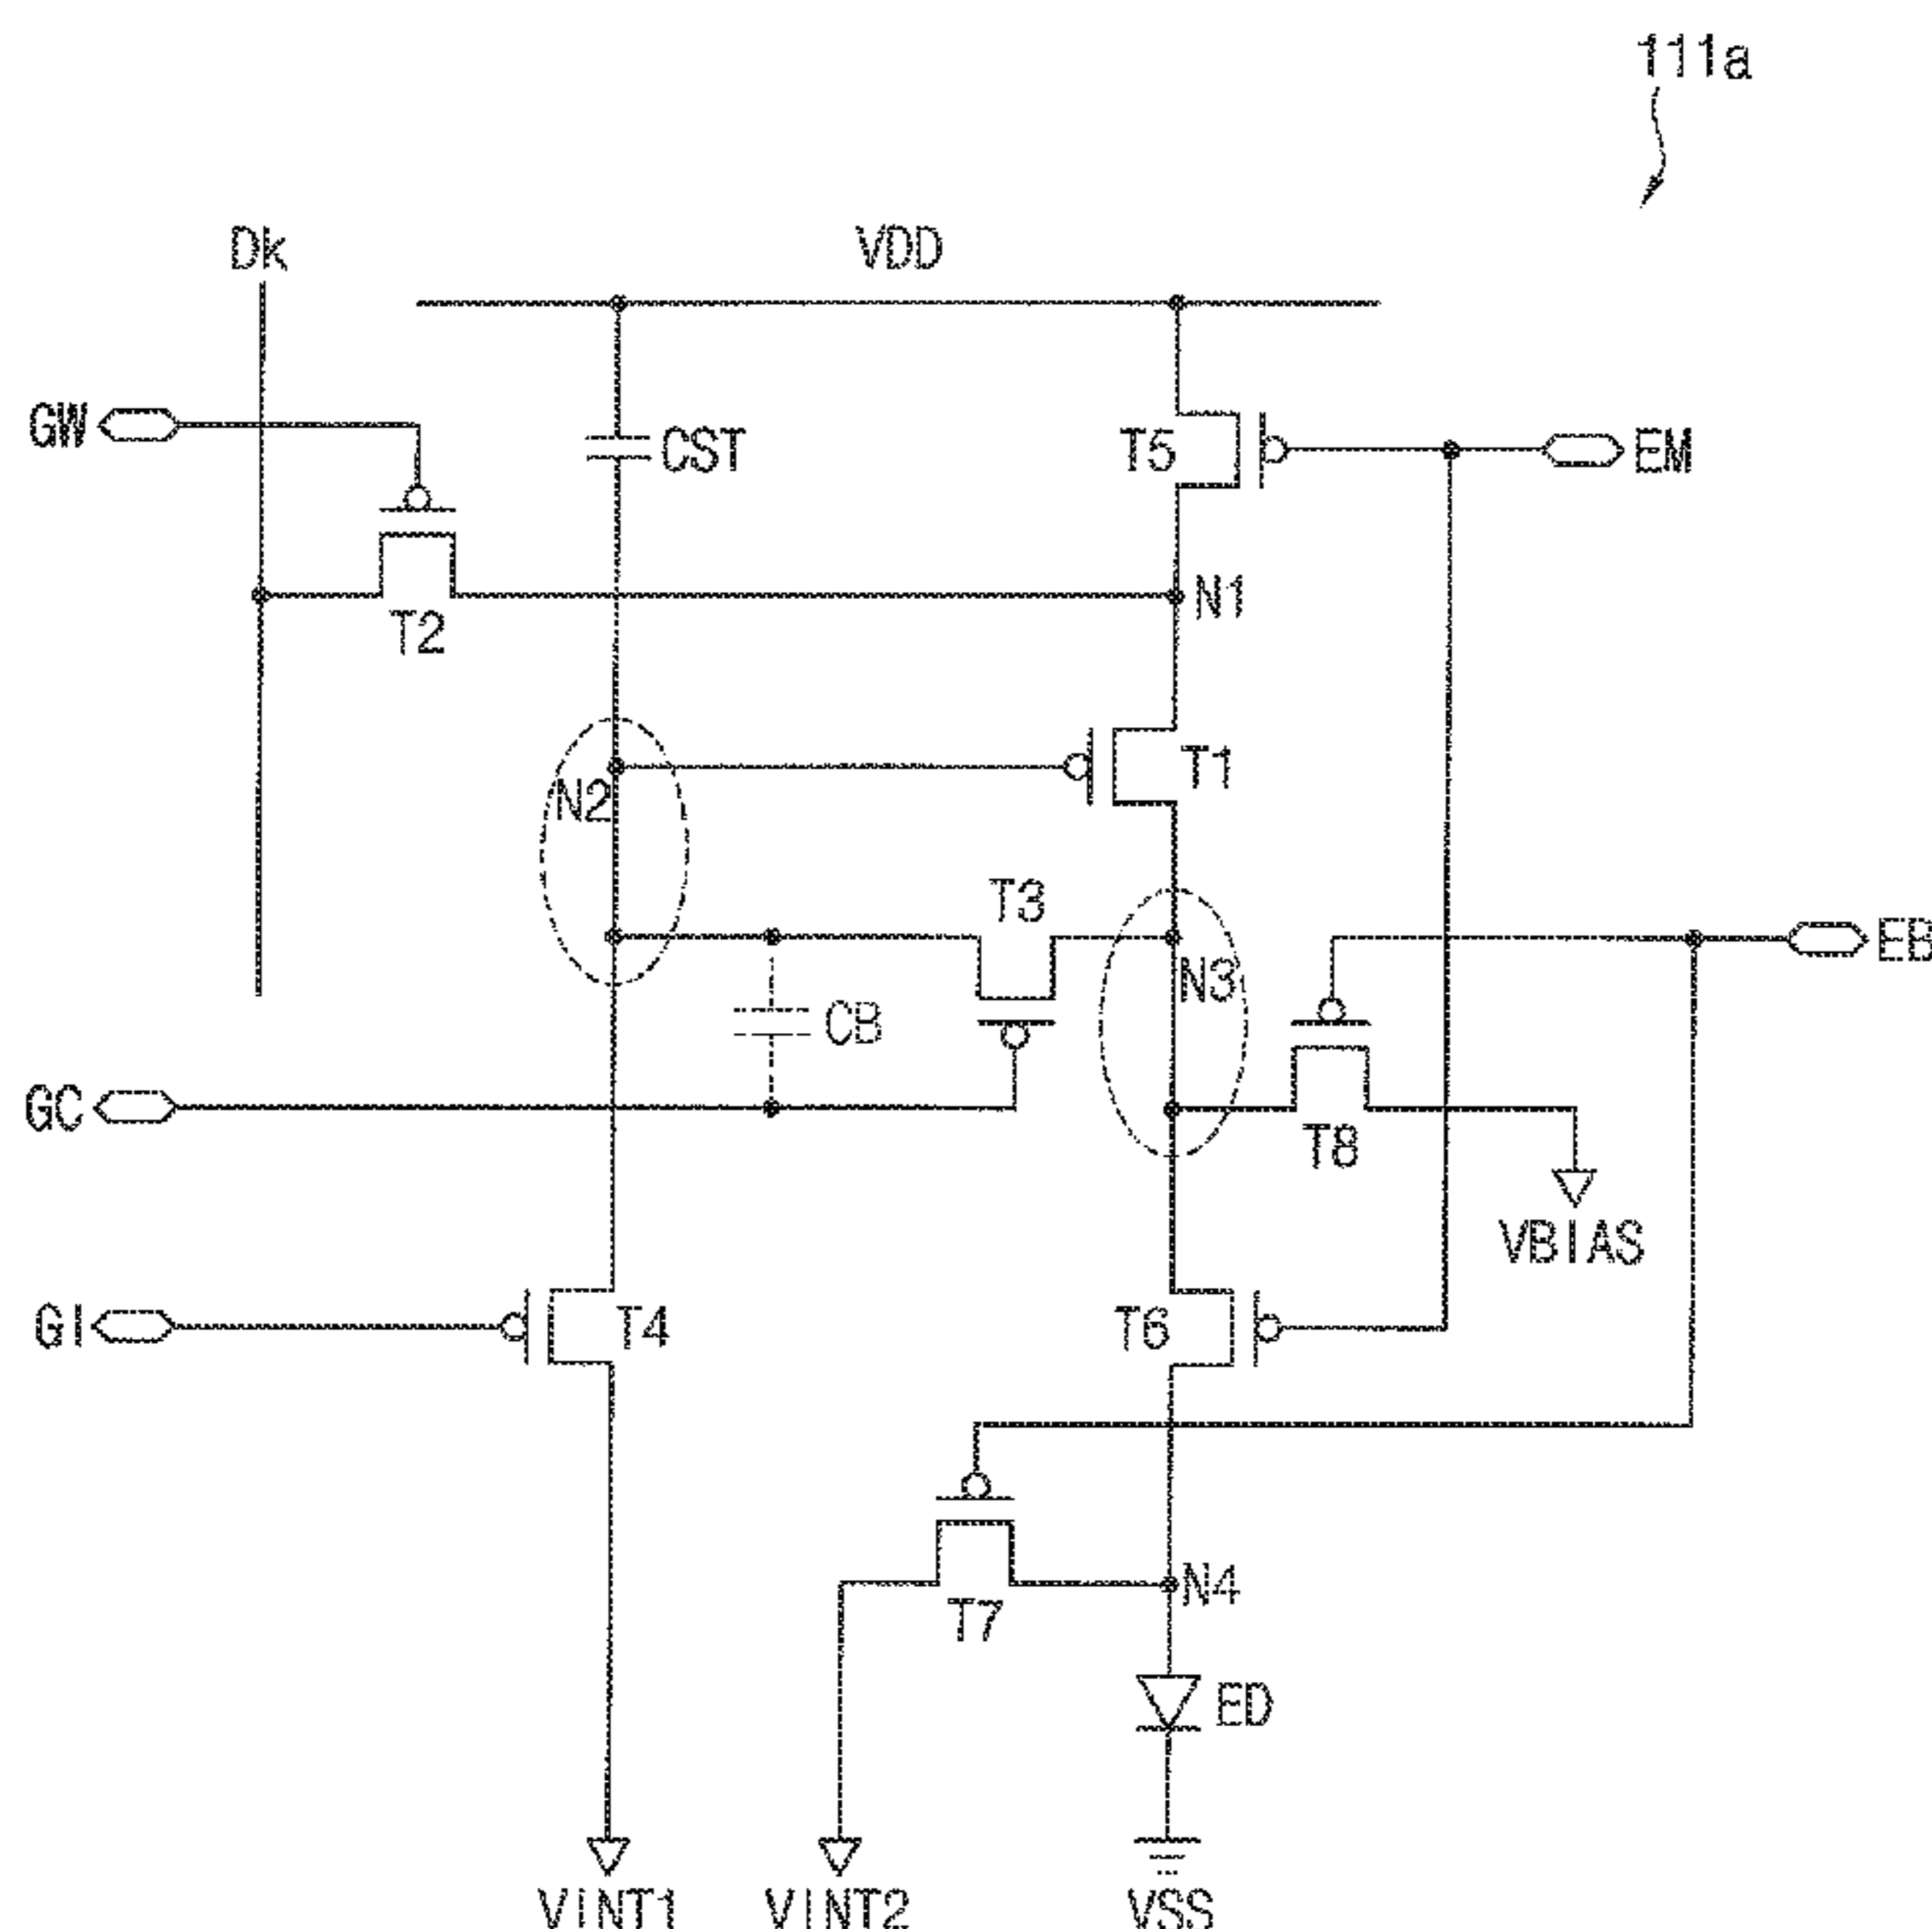 111a
Dk
VDD
GW
CST
T5
EM
T2
N1
N2
T1
T3
N3
EB
CB
GC
T8
VBIAS
GI
T4
T6
T7
N4
ED
VINT1
VINT2
VSS